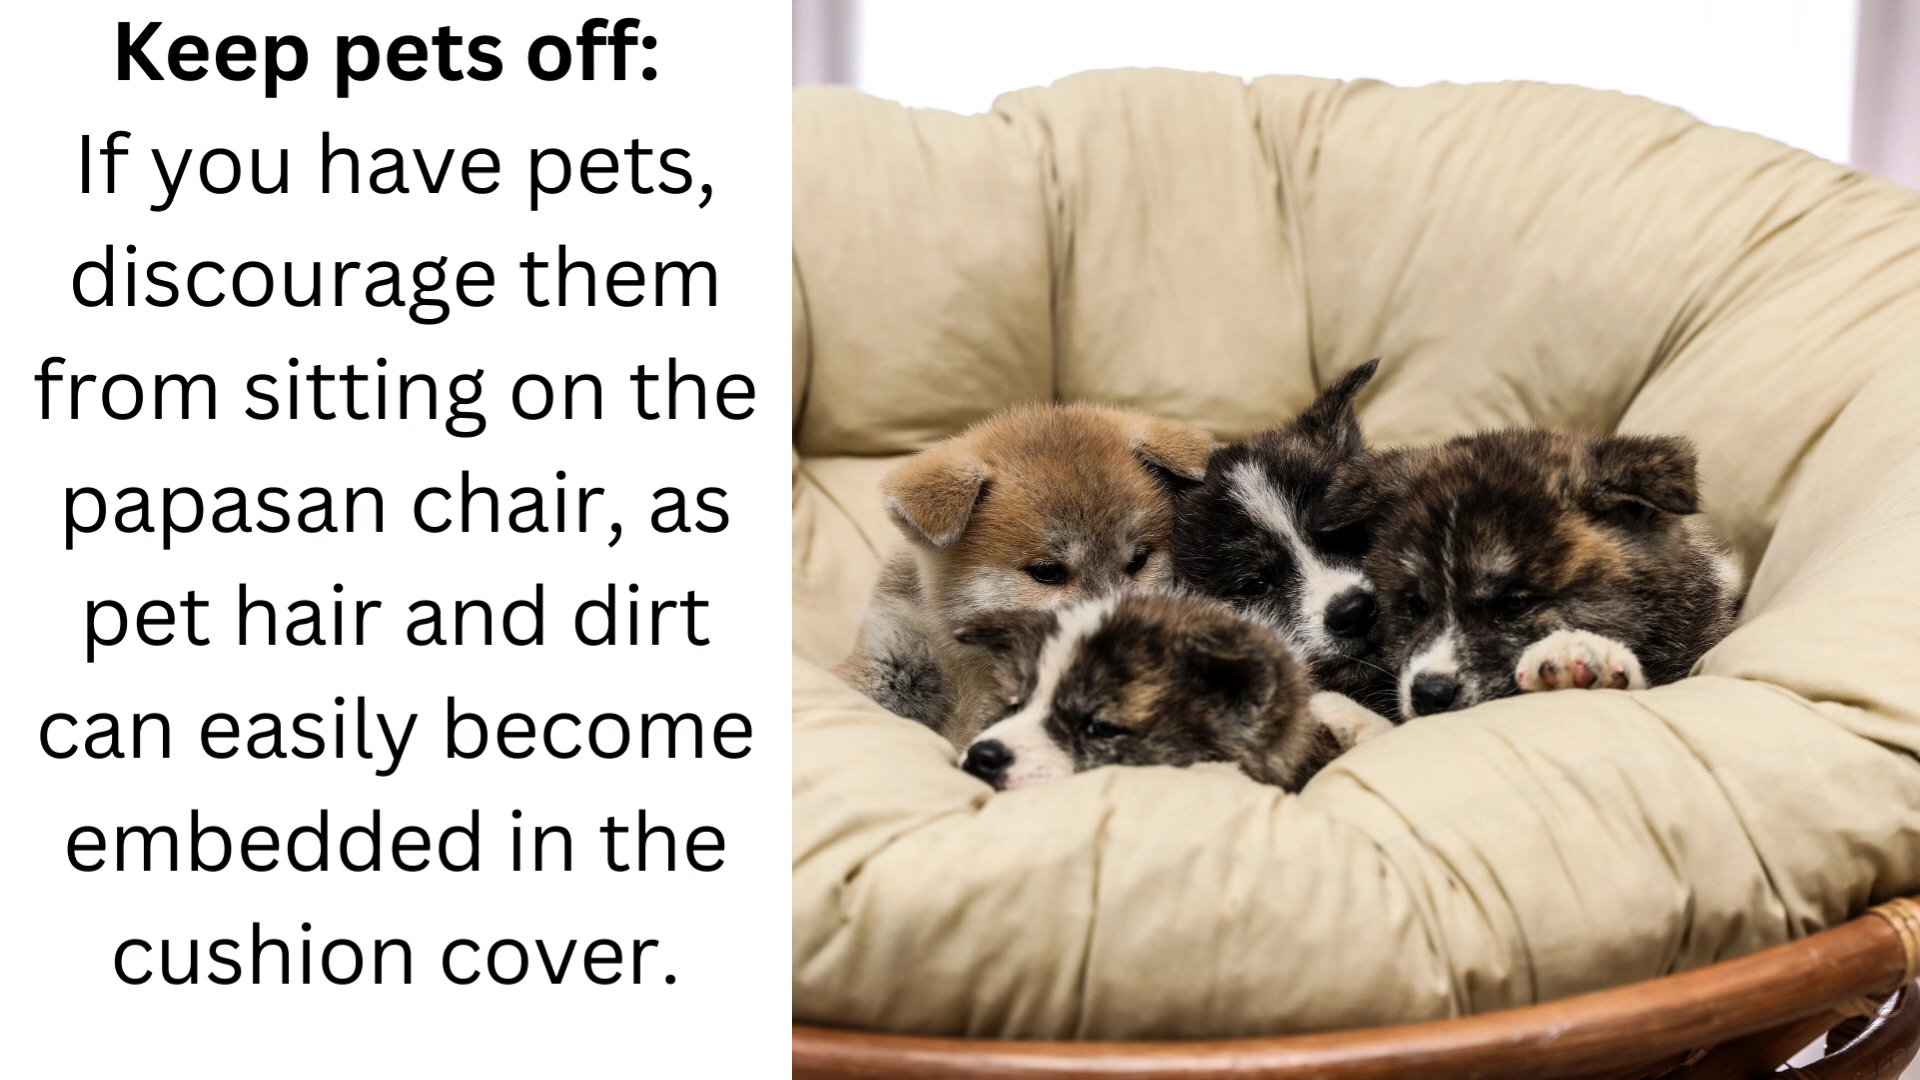 Keep pets off:
If you have pets,
discourage them
from sitting on the
papasan chair, as
pet hair and dirt
can easily become
embedded in the
cushion cover.